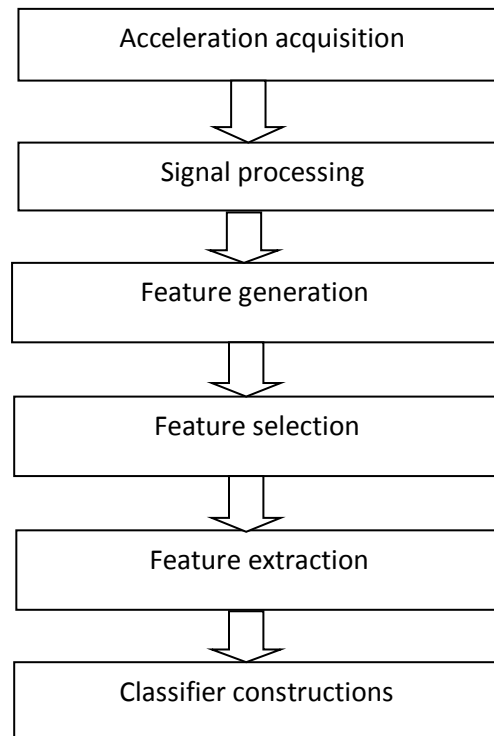 Acceleration acquisition
Signal processing
Feature generation
Feature selection
Feature extraction
Classifier constructions